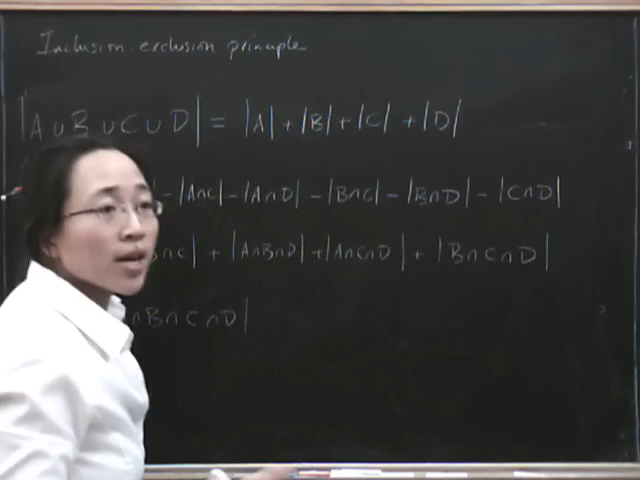 Inclusion-exclusion principle
|A∪B∪C∪D| = |A|+|B|+|C|+|D|
| - |A∩C| - |A∩D| - |B∩C| - |B∩D| - |C∩D|
B∩C| + |A∩B∩D| + |A∩C∩D| + |B∩C∩D|
∩B∩C∩D|